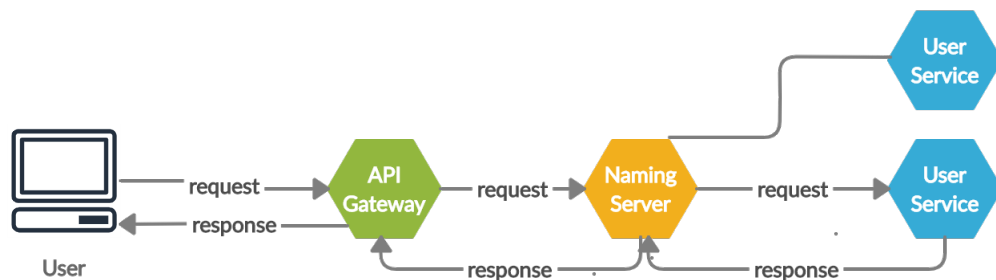 User
Service
request
API
Gateway
request
Naming
Server
request
User
Service
response
User
response
response